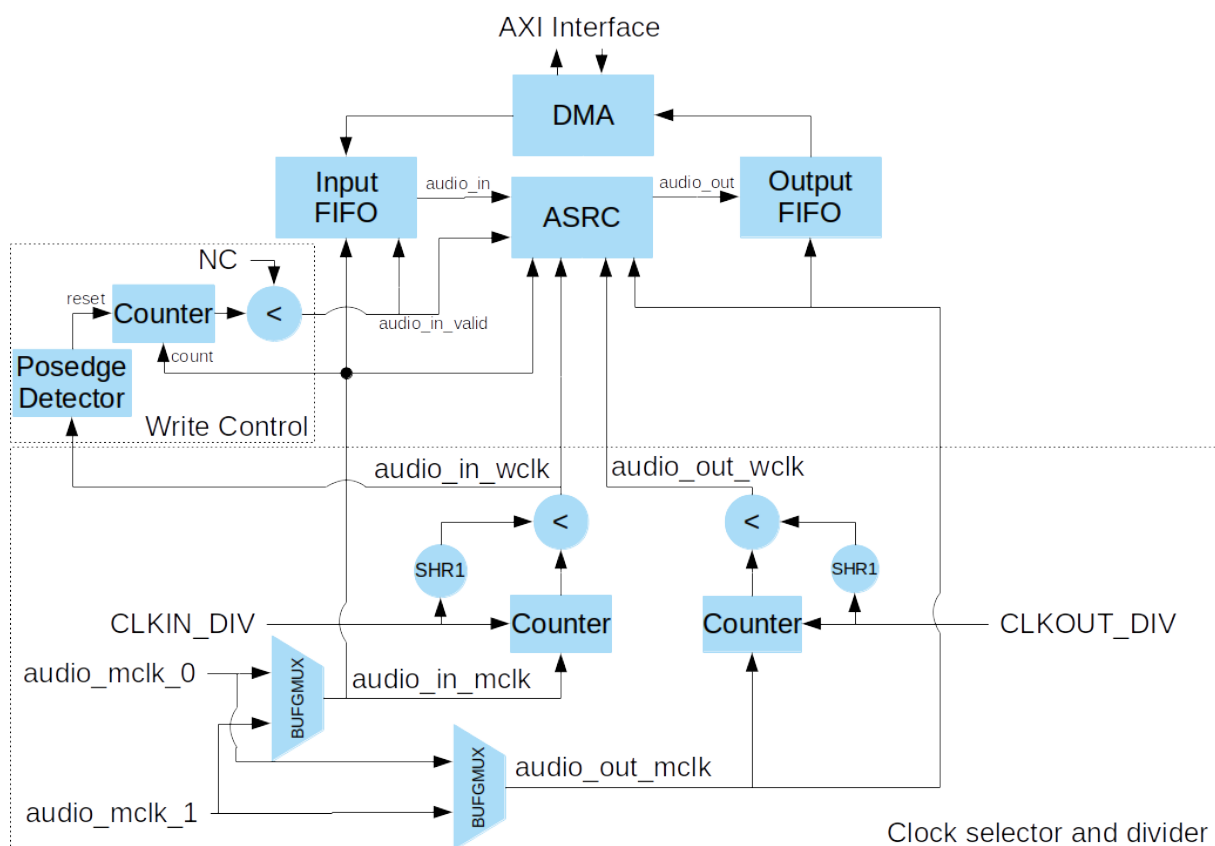 AXI Interface
DMA
Input
FIFO
audio_in
ASRC
audio_out
Output
FIFO
NC
reset
Counter
<
audio_in_valid
count
Posedge
Detector
Write Control
audio_in_wclk
audio_out_wclk
<
<
SHR1
SHR1
CLKIN_DIV
Counter
Counter
CLKOUT_DIV
audio_mclk_0
BUFGMUX
audio_in_mclk
BUFGMUX
audio_out_mclk
audio_mclk_1
Clock selector and divider